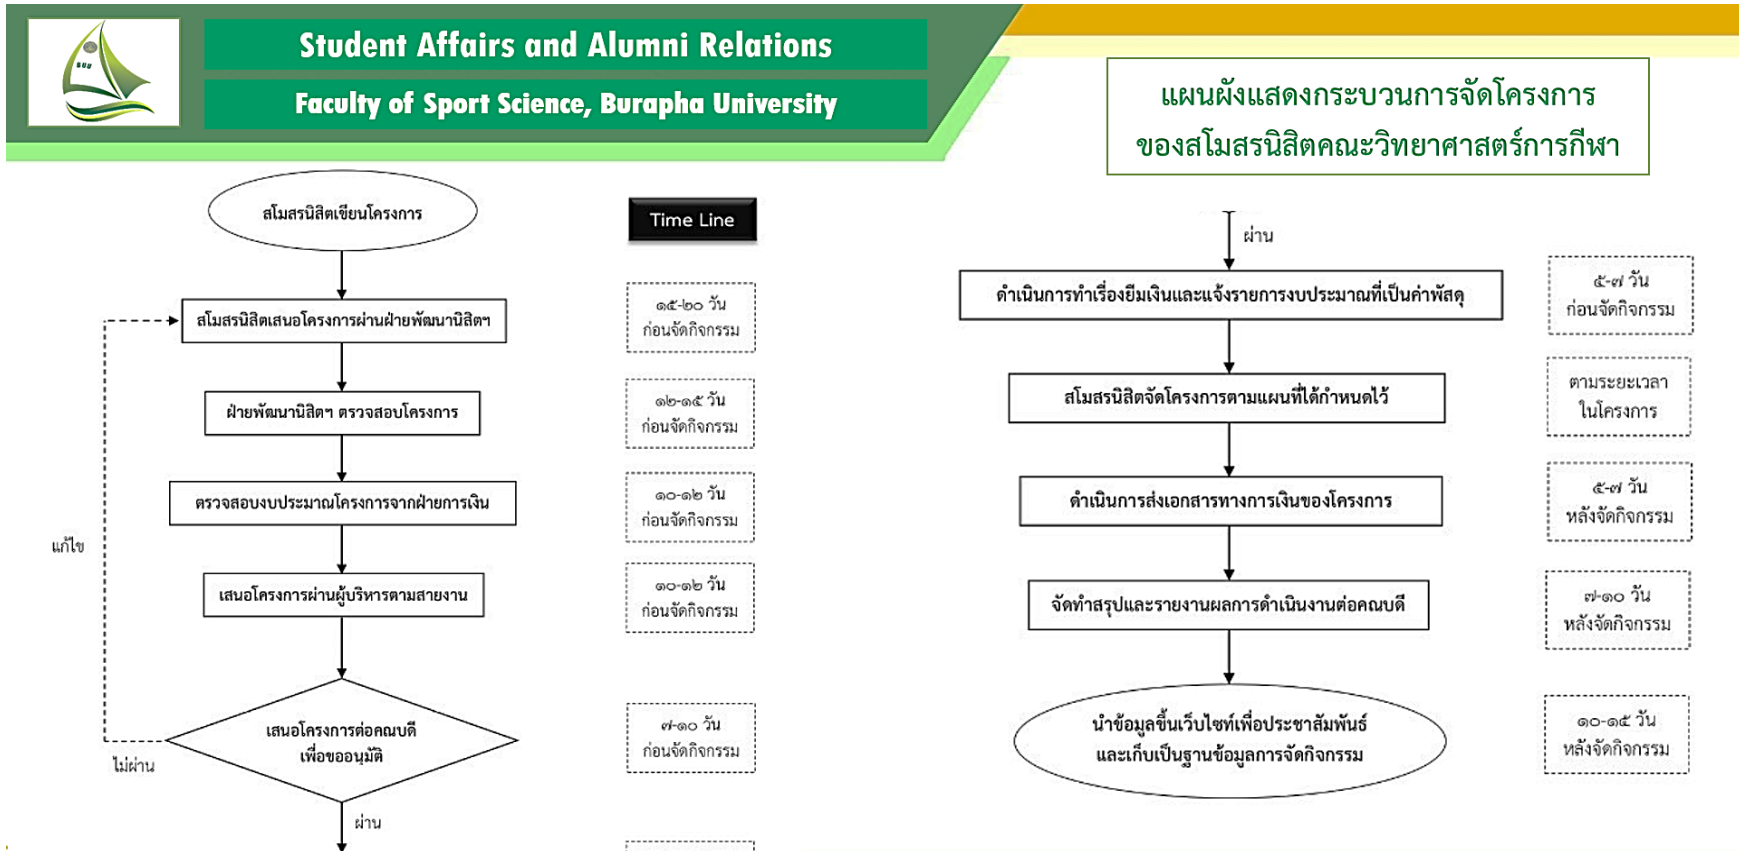 Student Affairs and Alumni Relations
Faculty of Sport Science, Burapha University
แผนผังแสดงกระบวนการจัดโครงการ
ของสโมสรนิสิตคณะวิทยาศาสตร์การกีฬา
สโมสรนิสิตเขียนโครงการ
Time Line
สโมสรนิสิตเสนอโครงการผ่านฝ่ายพัฒนานิสิตฯ
๑๕-๒๐ วัน
ก่อนจัดกิจกรรม
ฝ่ายพัฒนานิสิตฯ ตรวจสอบโครงการ
๑๒-๑๕ วัน
ก่อนจัดกิจกรรม
ตรวจสอบงบประมาณโครงการจากฝ่ายการเงิน
๑๐-๑๒ วัน
ก่อนจัดกิจกรรม
แก้ไข
เสนอโครงการผ่านผู้บริหารตามสายงาน
๑๐-๑๒ วัน
ก่อนจัดกิจกรรม
เสนอโครงการต่อคณบดี
เพื่อขออนุมัติ
๗-๑๐ วัน
ก่อนจัดกิจกรรม
ไม่ผ่าน
ผ่าน
ผ่าน
ดำเนินการทำเรื่องยืมเงินและแจ้งรายการงบประมาณที่เป็นค่าพัสดุ
๕-๗ วัน
ก่อนจัดกิจกรรม
สโมสรนิสิตจัดโครงการตามแผนที่ได้กำหนดไว้
ตามระยะเวลา
ในโครงการ
ดำเนินการส่งเอกสารทางการเงินของโครงการ
๕-๗ วัน
หลังจัดกิจกรรม
จัดทำสรุปและรายงานผลการดำเนินงานต่อคณบดี
๗-๑๐ วัน
หลังจัดกิจกรรม
นำข้อมูลขึ้นเว็บไซท์เพื่อประชาสัมพันธ์
และเก็บเป็นฐานข้อมูลการจัดกิจกรรม
๑๐-๑๕ วัน
หลังจัดกิจกรรม